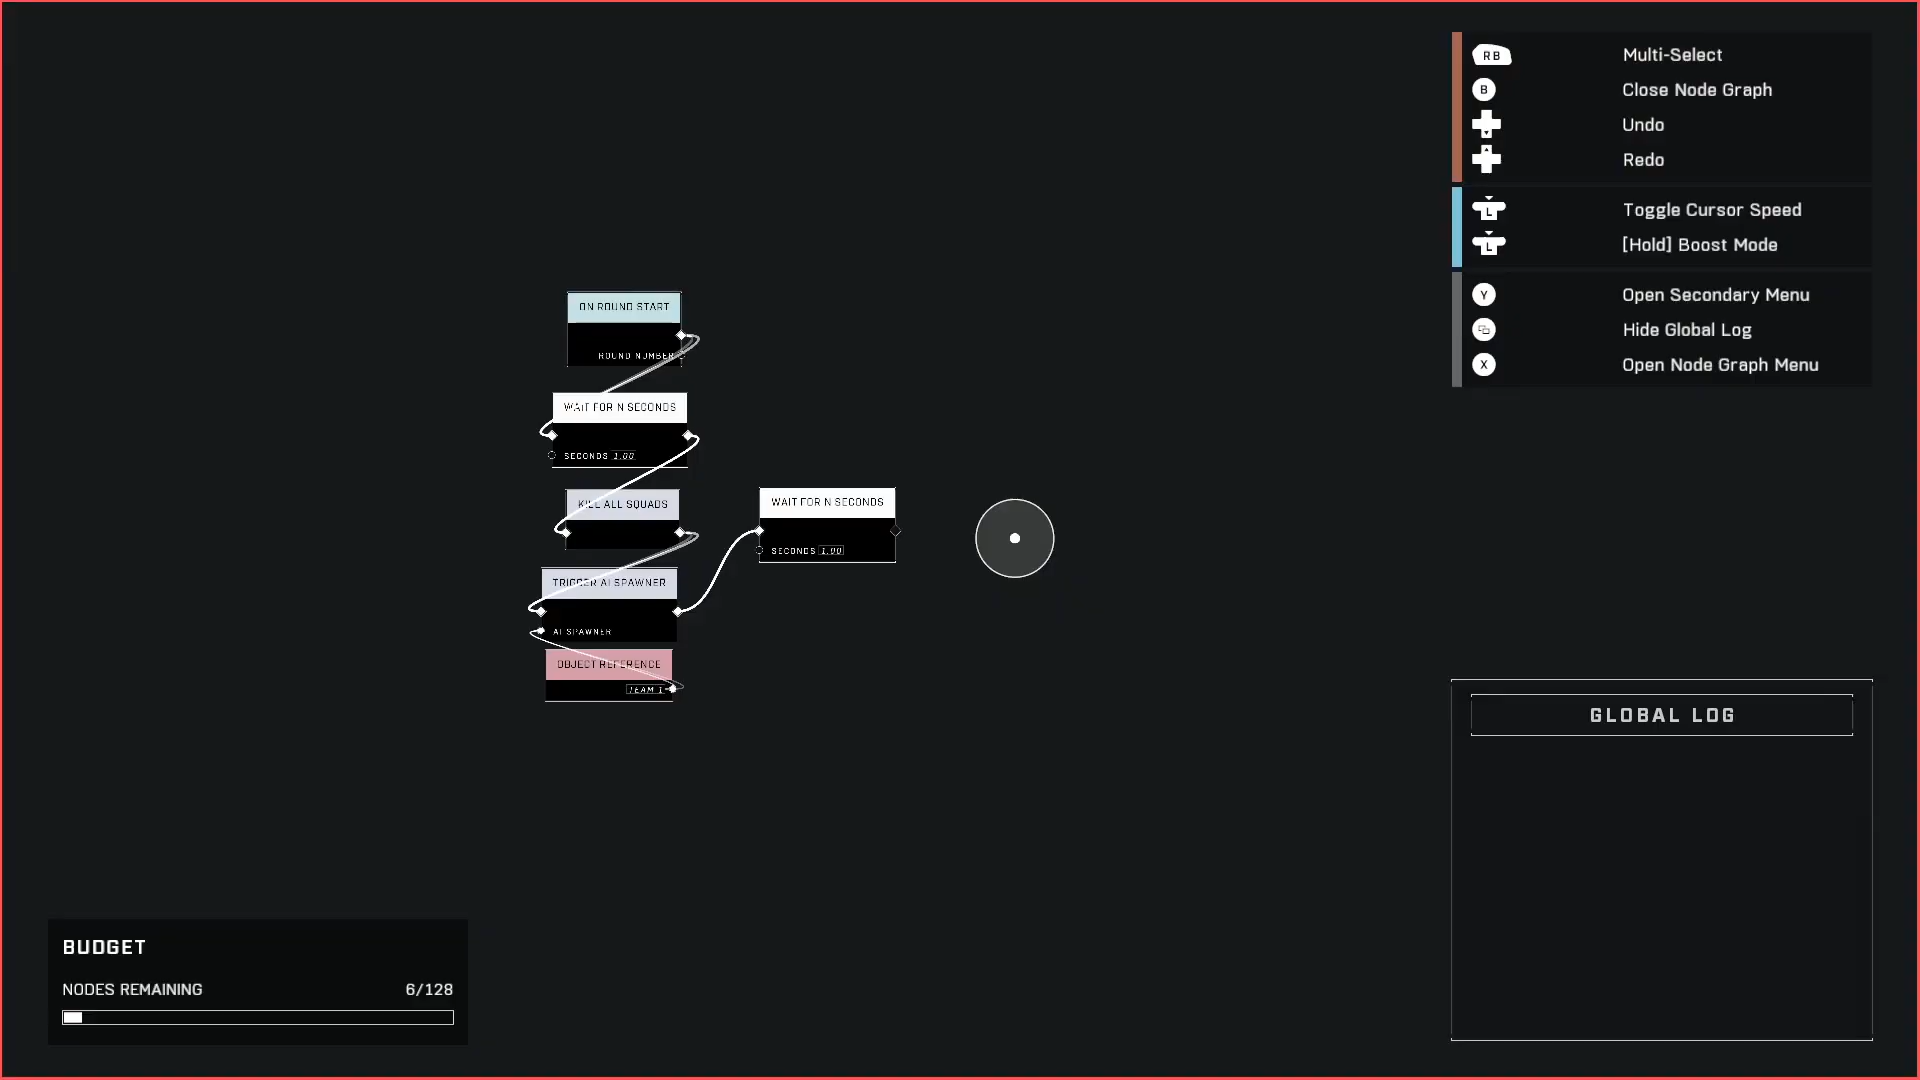 RB Multi-Select
B Close Node Graph
Undo
Redo
L Toggle Cursor Speed
L [Hold] Boost Mode
Y Open Secondary Menu
Hide Global Log
X Open Node Graph Menu
ON ROUND START
ROUND NUMBER
WAIT FOR N SECONDS
SECONDS 1.00
KILL ALL SQUADS
TRIGGER AI SPAWNER
AI SPAWNER
OBJECT REFERENCE
TEAM 1
WAIT FOR N SECONDS
SECONDS 1.00
GLOBAL LOG
BUDGET
NODES REMAINING 6/128